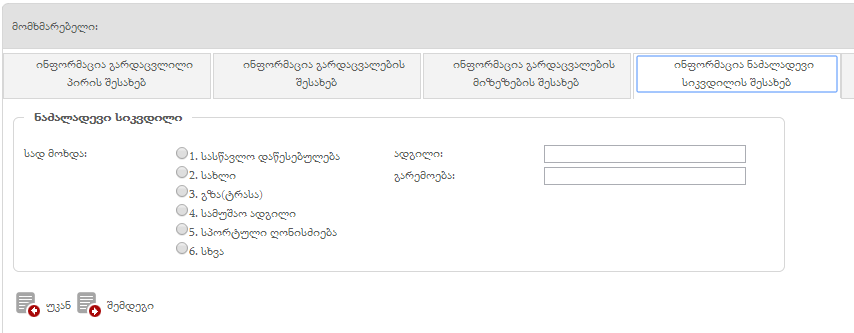 მომხმარებელი:
ინფორმაცია გარდაცვლილი
პირის შესახებ
ინფორმაცია გარდაცვალების
შესახებ
ინფორმაცია გარდაცვალების
მიზეზების შესახებ
ინფორმაცია ნაძალადევი
სიკვდილის შესახებ
ნაძალადევი სიკვდილი
სად მოხდა:
1. სასწავლო დაწესებულება
2. სახლი
3. გზა(ტრასა)
4. სამუშაო ადგილი
5. სპორტული ღონისძიება
6. სხვა
ადგილი:
გარემოება:
უკან
შემდეგი